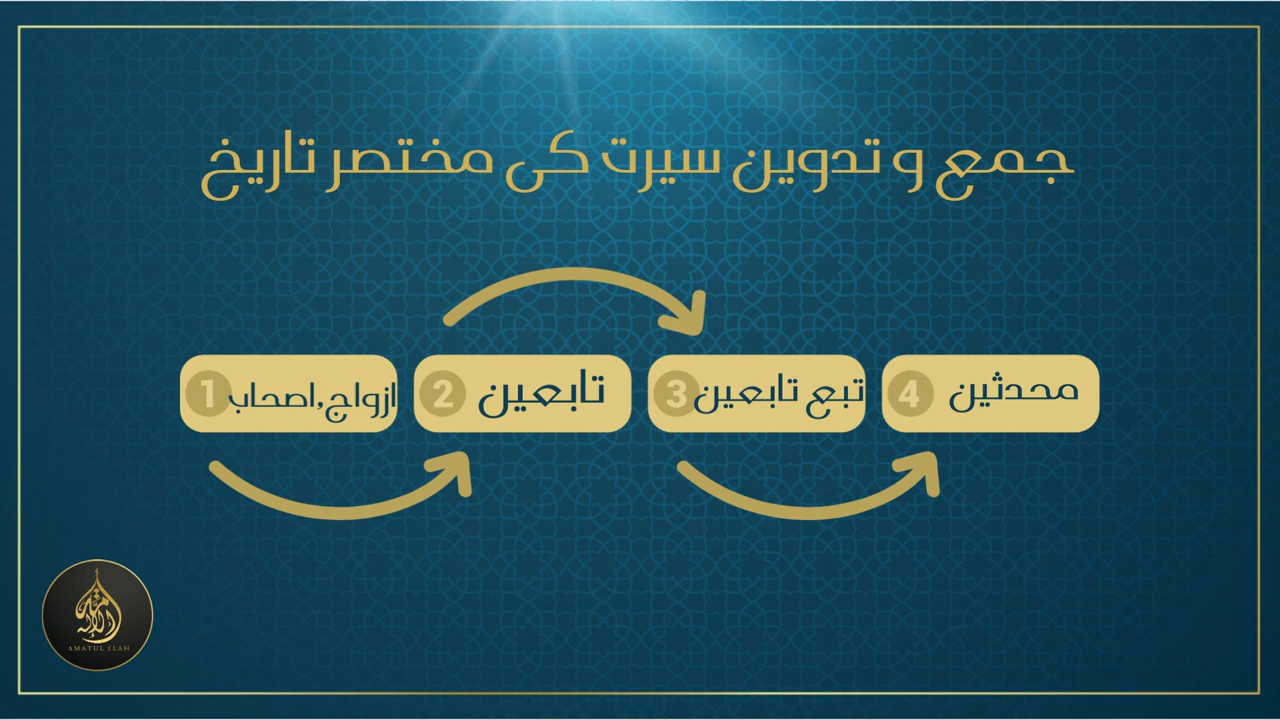 جمع و تدوین سیرت کی مختصر تاریخ
1 ازواج,اصحاب
2 تابعین
3 تبع تابعین
4 محدثین
AMATUL ELAH